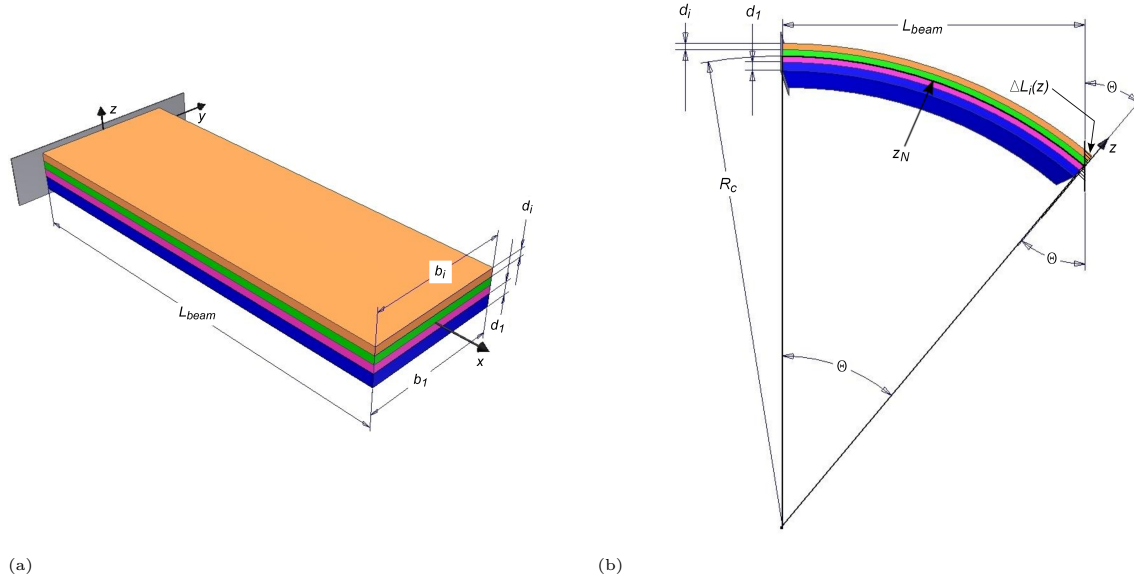 z
y
d_i
b_i
L_beam
d_1
x
b_1
(a)
d_i
d_1
L_beam
ΔL_i(z)
Θ
z
z_N
R_c
Θ
Θ
(b)